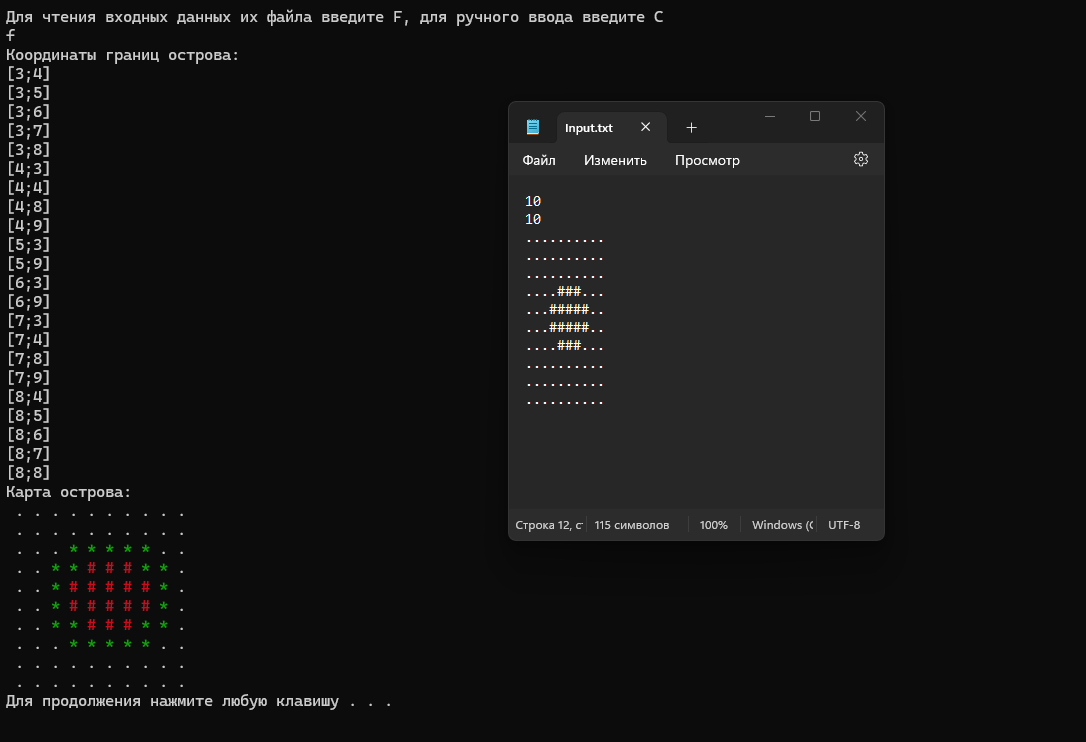 Для чтения входных данных их файла введите F, для ручного ввода введите C
f
Координаты границ острова:
[3;4]
[3;5]
[3;6]
[3;7]
[3;8]
[4;3]
[4;4]
[4;8]
[4;9]
[5;3]
[5;9]
[6;3]
[6;9]
[7;3]
[7;4]
[7;8]
[7;9]
[8;4]
[8;5]
[8;6]
[8;7]
[8;8]
Карта острова:
. . . . . . . . . .
. . . . . . . . . .
. . . * * * * * . .
. . * * # # # * * .
. . * # # # # # * .
. . * # # # # # * .
. . * * # # # * * .
. . . * * * * * . .
. . . . . . . . . .
. . . . . . . . . .
Для продолжения нажмите любую клавишу . . .
Input.txt
Файл Изменить Просмотр
10
10
..........
..........
..........
....###...
...#####..
...#####..
....###...
..........
..........
..........
Строка 12, с 115 символов 100% Windows (C UTF-8